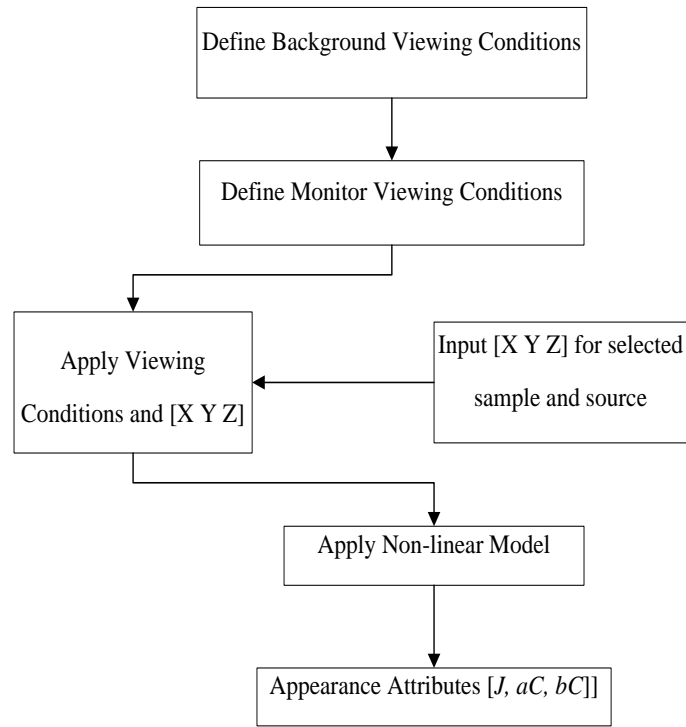 Define Background Viewing Conditions
Define Monitor Viewing Conditions
Apply Viewing
Conditions and [X Y Z]
Input [X Y Z] for selected
sample and source
Apply Non-linear Model
Appearance Attributes [J, aC, bC]]